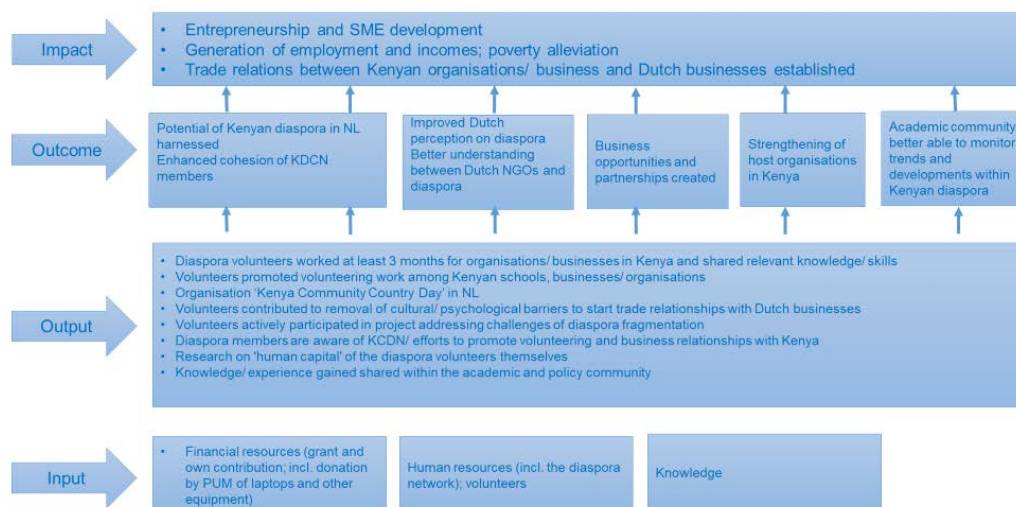 Impact
• Entrepreneurship and SME development
• Generation of employment and incomes; poverty alleviation
• Trade relations between Kenyan organisations/ business and Dutch businesses established
Outcome
Potential of Kenyan diaspora in NL
harnessed
Enhanced cohesion of KDCN
members
Improved Dutch
perception on diaspora
Better understanding
between Dutch NGOs and
diaspora
Business
opportunities and
partnerships created
Strengthening of
host organisations
in Kenya
Academic community
better able to monitor
trends and
developments within
Kenyan diaspora
Output
• Diaspora volunteers worked at least 3 months for organisations/ businesses in Kenya and shared relevant knowledge/ skills
• Volunteers promoted volunteering work among Kenyan schools, businesses/ organisations
• Organisation ‘Kenya Community Country Day’ in NL
• Volunteers contributed to removal of cultural/ psychological barriers to start trade relationships with Dutch businesses
• Volunteers actively participated in project addressing challenges of diaspora fragmentation
• Diaspora members are aware of KCDN/ efforts to promote volunteering and business relationships with Kenya
• Research on 'human capital' of the diaspora volunteers themselves
• Knowledge/ experience gained shared within the academic and policy community
Input
• Financial resources (grant and
own contribution; incl. donation
by PUM of laptops and other
equipment)
Human resources (incl. the diaspora
network); volunteers
Knowledge